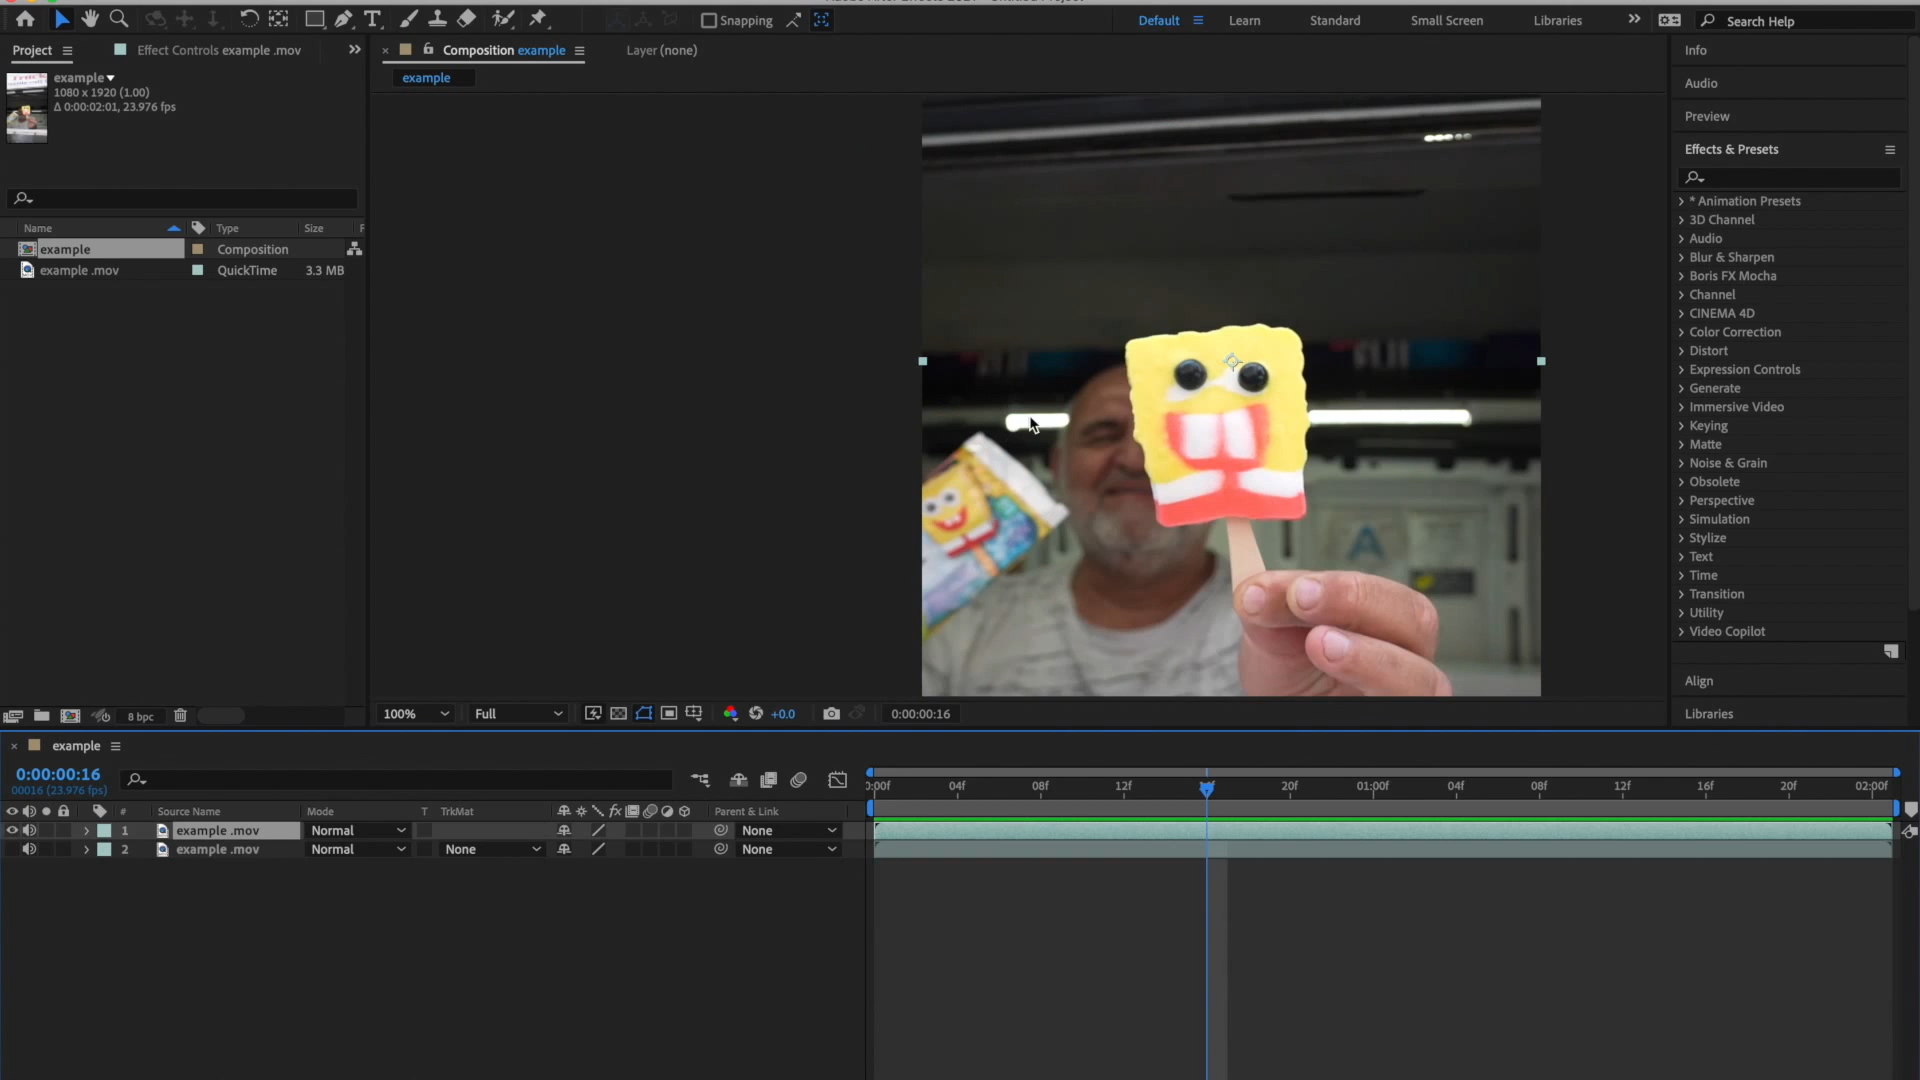 Project
Effect Controls example .mov
Composition example
Layer (none)
Snapping
Default
Learn
Standard
Small Screen
Libraries
Search Help
example
1080 x 1920 (1.00)
Δ 0:00:02:01, 23.976 fps
example
Name
Type
Size
F
example
Composition
example .mov
QuickTime
3.3 MB
8 bpc
100%
Full
+0.0
0:00:00:16
Info
Audio
Preview
Effects & Presets
* Animation Presets
3D Channel
Audio
Blur & Sharpen
Boris FX Mocha
Channel
CINEMA 4D
Color Correction
Distort
Expression Controls
Generate
Immersive Video
Keying
Matte
Noise & Grain
Obsolete
Perspective
Simulation
Stylize
Text
Time
Transition
Utility
Video Copilot
Align
Libraries
example
0:00:00:16
00016 (23.976 fps)
:00f
04f
08f
12f
20f
01:00f
04f
08f
12f
16f
20f
02:00f
#
Source Name
Mode
T
TrkMat
Parent & Link
1
example .mov
Normal
None
2
example .mov
Normal
None
None